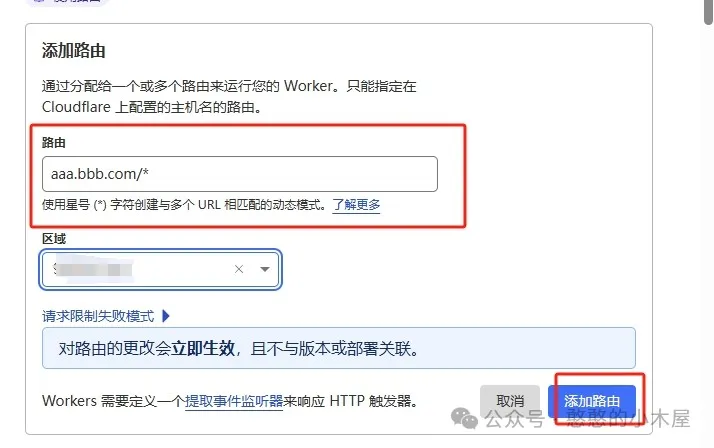 添加路由
通过分配给一个或多个路由来运行您的 Worker。只能指定在
Cloudflare 上配置的主机名的路由。
路由
aaa.bbb.com/*
使用星号 (*) 字符创建与多个 URL 相匹配的动态模式。了解更多
区域
请求限制失败模式
对路由的更改会立即生效，且不与版本或部署关联。
Workers 需要定义一个提取事件监听器来响应 HTTP 触发器。
取消
添加路由
公众号 · 憨憨的小木屋